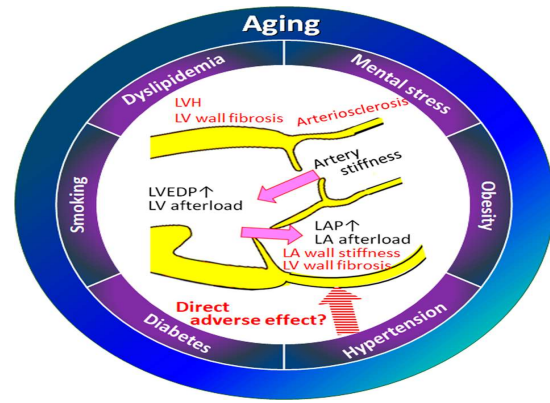 Aging
Dyslipidemia
Mental stress
Smoking
Obesity
Diabetes
Hypertension
LVH
LV wall fibrosis
Arteriosclerosis
Artery
stiffness
LVEDP↑
LV afterload
LAP↑
LA afterload
LA wall stiffness
LV wall fibrosis
Direct
adverse effect?